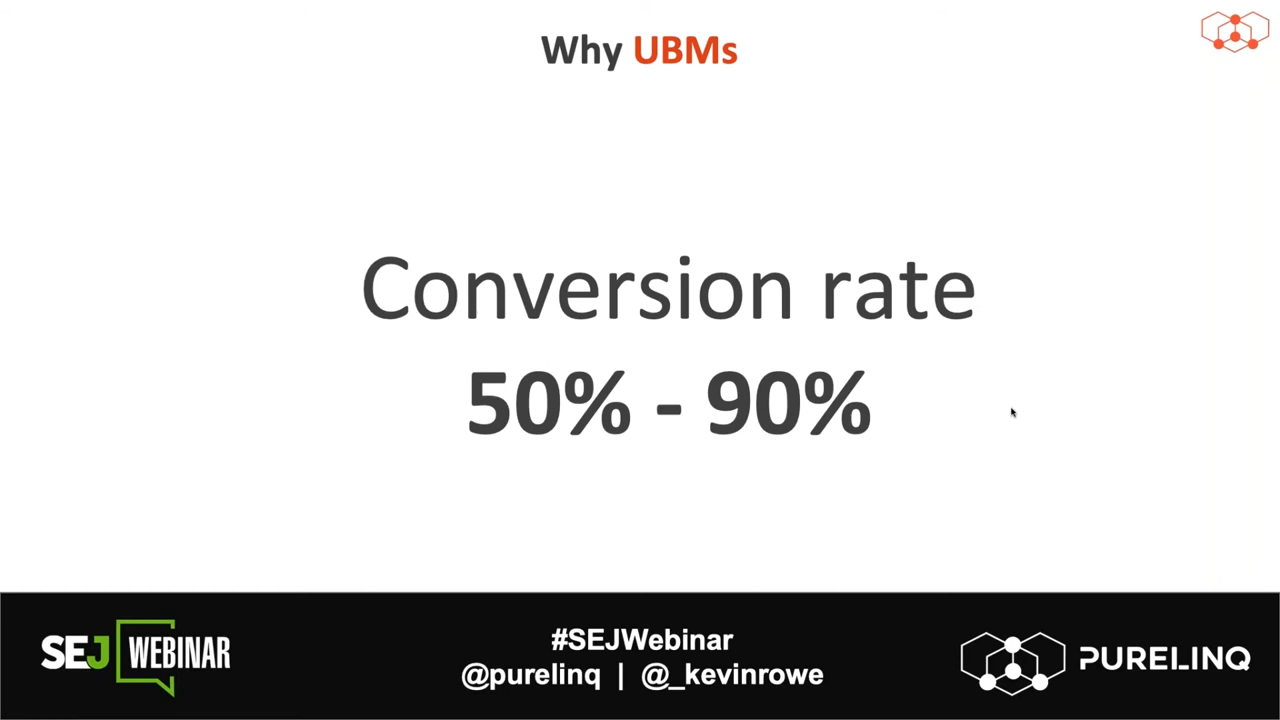 Why UBMs
Conversion rate
50% - 90%
SEJ WEBINAR
#SEJWebinar
@purelinq | @_kevinrowe
PURELINQ